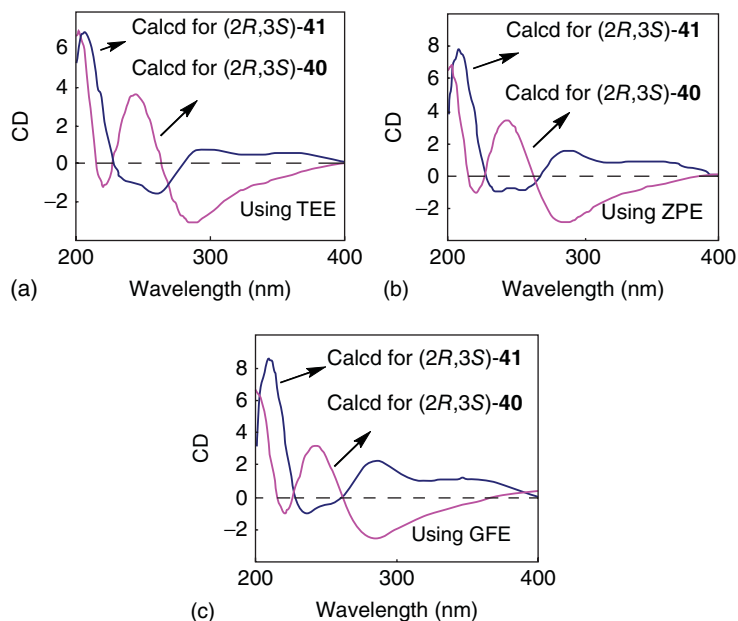 6
4
2
0
−2
CD
Calcd for (2R,3S)-41
Calcd for (2R,3S)-40
Using TEE
200
300
400
Wavelength (nm)
(a)
8
6
4
2
0
−2
CD
Calcd for (2R,3S)-41
Calcd for (2R,3S)-40
Using ZPE
200
300
400
Wavelength (nm)
(b)
8
6
4
2
0
−2
CD
Calcd for (2R,3S)-41
Calcd for (2R,3S)-40
Using GFE
200
300
400
Wavelength (nm)
(c)